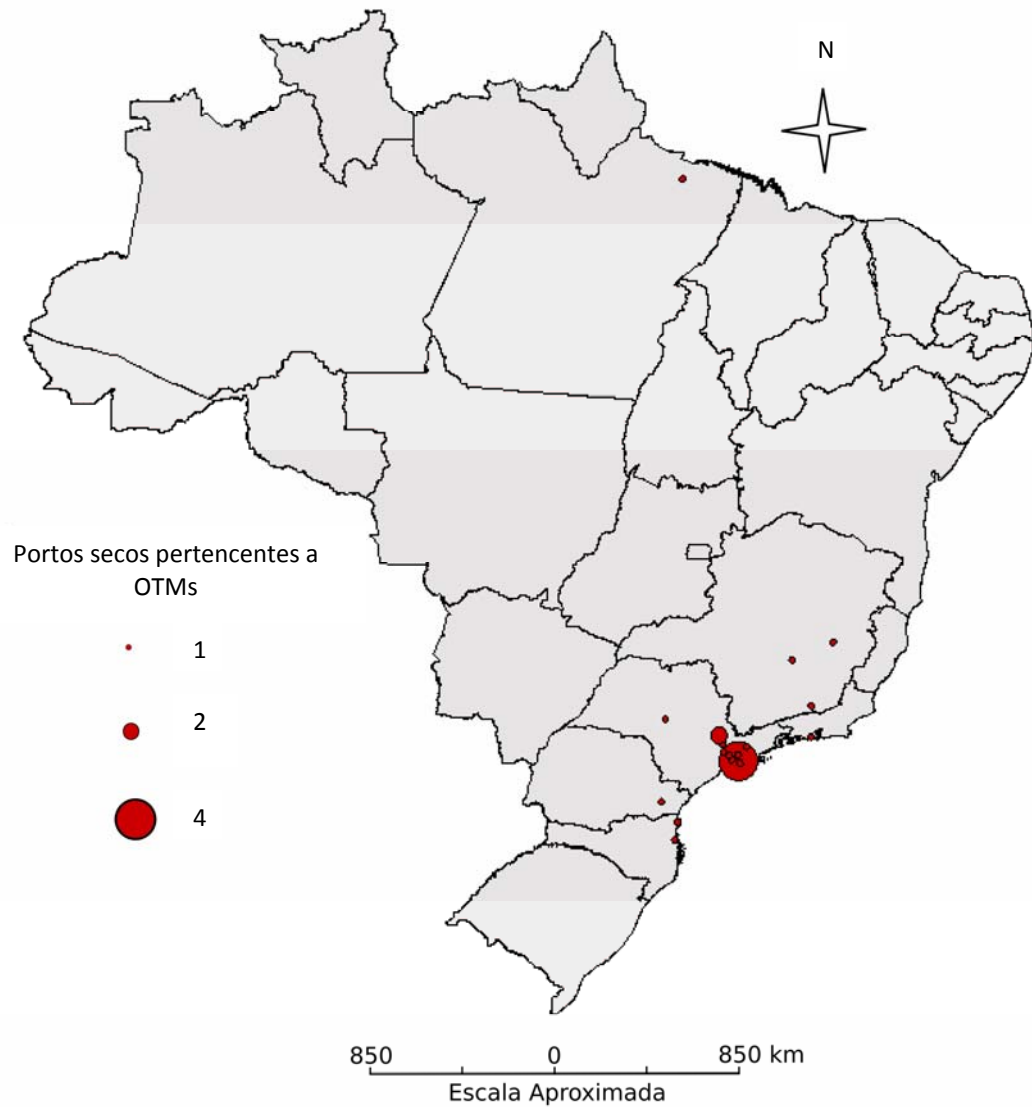 N
Portos secos pertencentes a
OTMs
1
2
4
850 0 850 km
Escala Aproximada